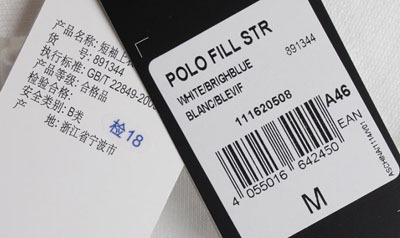 产品名称: 短袖上
货 号: 891344
执行标准: GB/T 22849-200
产品等级: 合格品
检验合格:
安全类别: B类
产 地: 浙江省宁波市
检18
POLO FILL STR
891344
WHITE/BRIGHBLUE
BLANC/BLEVIF
111620508
A46
EAN
4 055016 642450
M